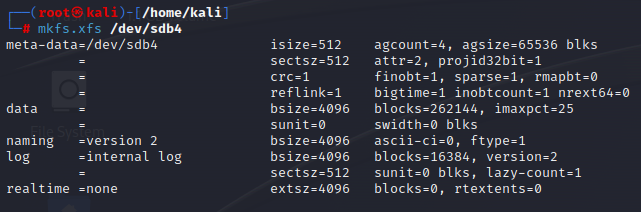 ┌──(root㉿kali)-[/home/kali]
└─# mkfs.xfs /dev/sdb4
meta-data=/dev/sdb4              isize=512    agcount=4, agsize=65536 blks
         =                       sectsz=512   attr=2, projid32bit=1
         =                       crc=1        finobt=1, sparse=1, rmapbt=0
         =                       reflink=1    bigtime=1 inobtcount=1 nrext64=0
data     =                       bsize=4096   blocks=262144, imaxpct=25
         =                       sunit=0      swidth=0 blks
naming   =version 2              bsize=4096   ascii-ci=0, ftype=1
log      =internal log           bsize=4096   blocks=16384, version=2
         =                       sectsz=512   sunit=0 blks, lazy-count=1
realtime =none                   extsz=4096   blocks=0, rtextents=0
File System